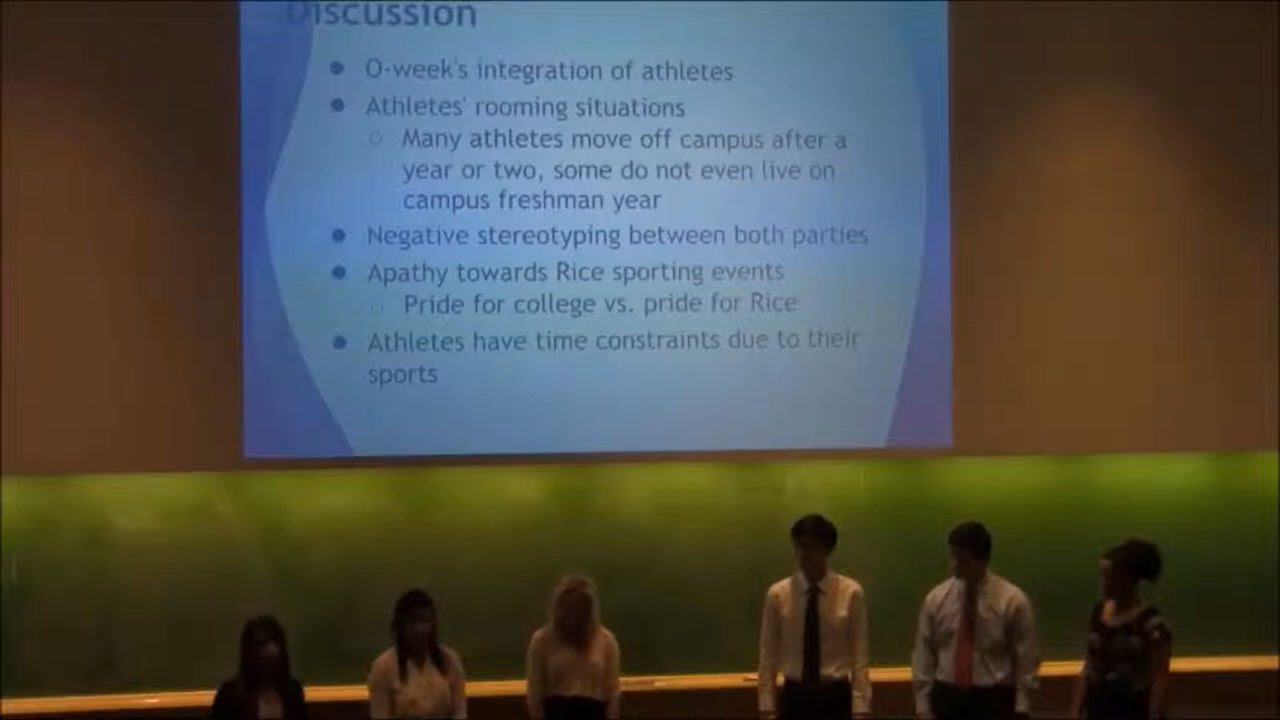 Discussion
● O-week's integration of athletes
● Athletes' rooming situations
○ Many athletes move off campus after a
year or two, some do not even live on
campus freshman year
● Negative stereotyping between both parties
● Apathy towards Rice sporting events
○ Pride for college vs. pride for Rice
● Athletes have time constraints due to their
sports